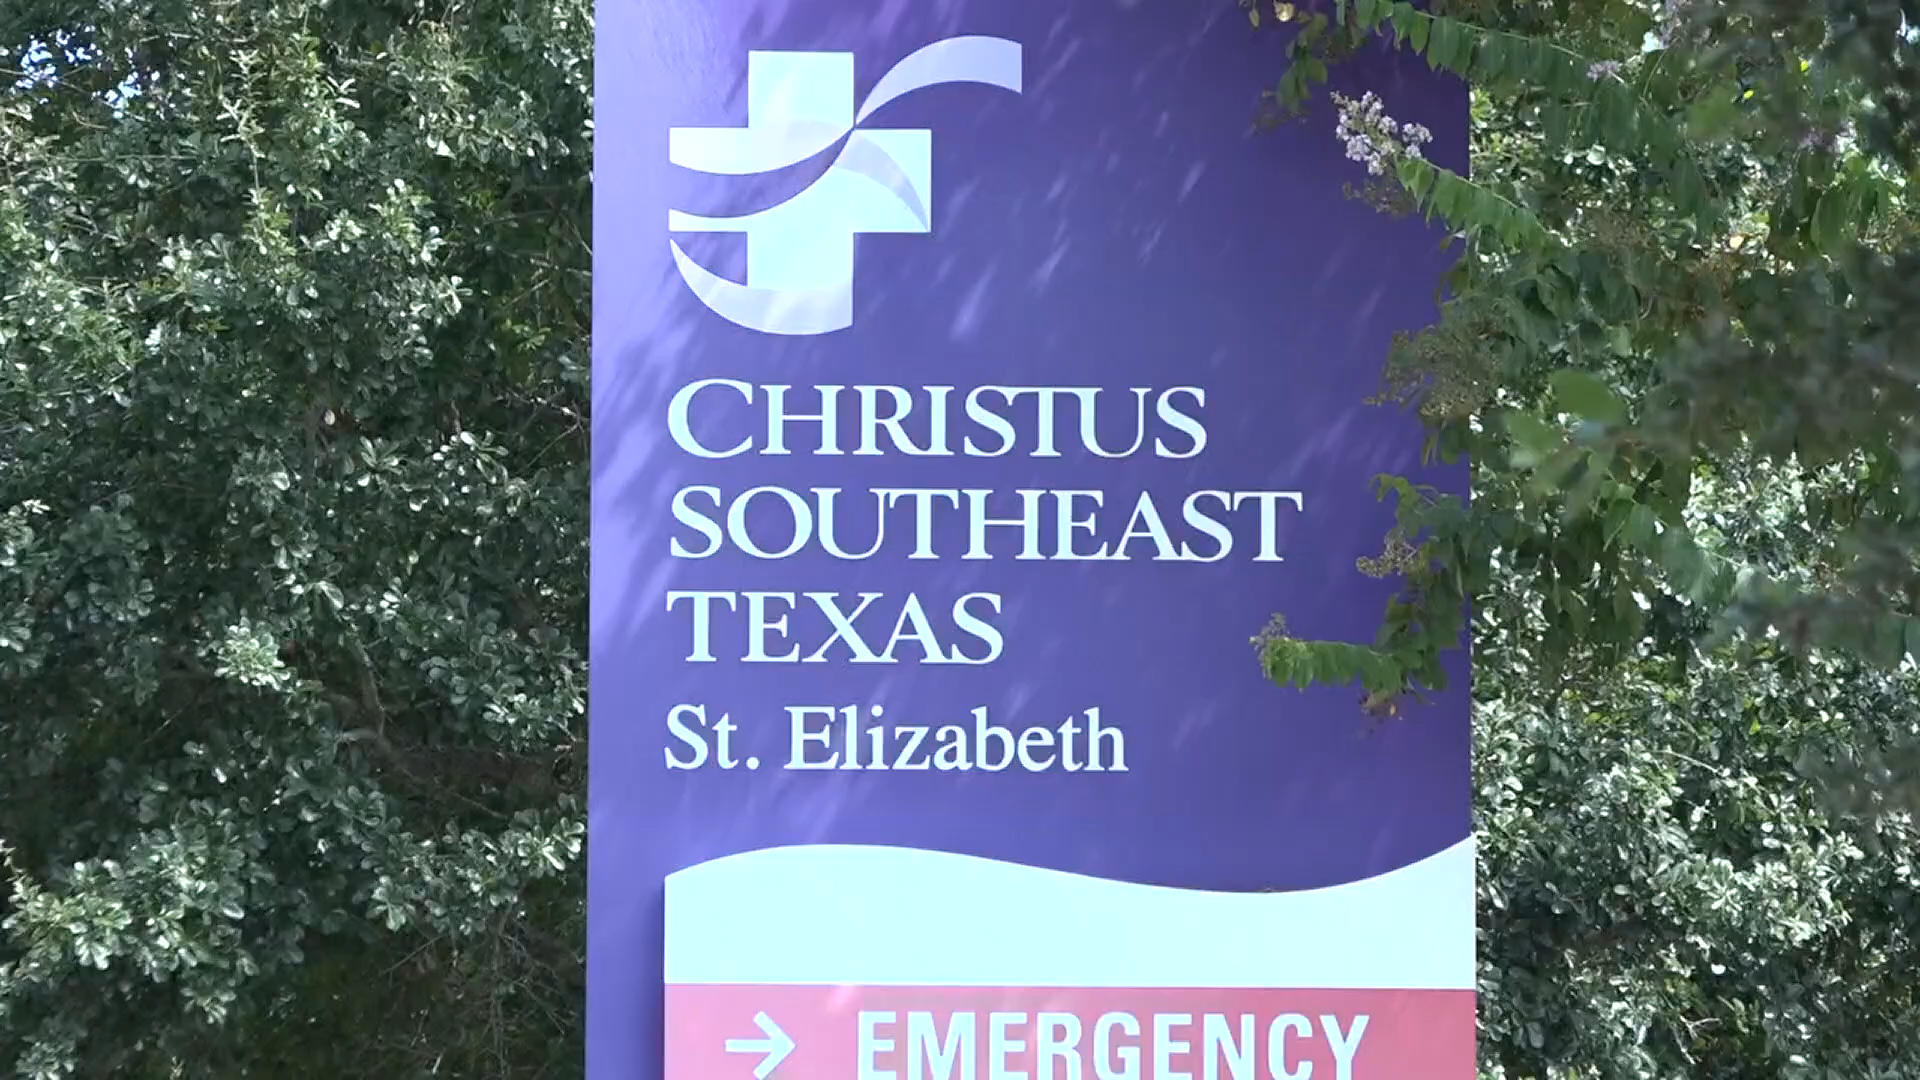 CHRISTUS
SOUTHEAST
TEXAS
St. Elizabeth
→ EMERGENCY